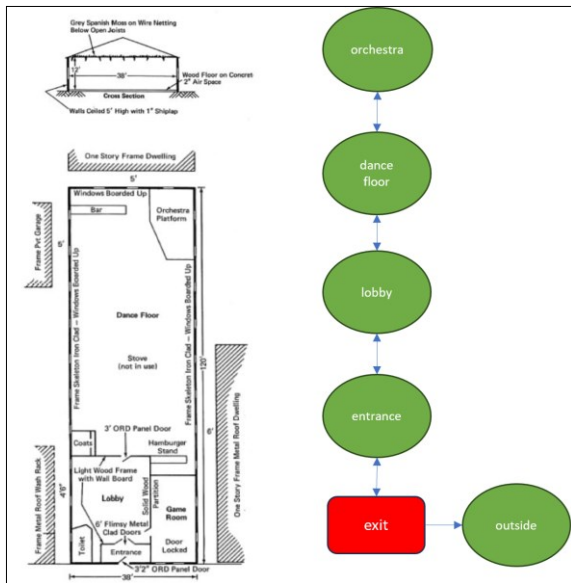 Grey Spanish Moss on Wire Netting
Below Open Joists
12'
38'
Wood Floor on Concret
2" Air Space
Cross Section
Walls Ceiled 5' High with 1" Shiplap
One Story Frame Dwelling
5'
Windows Boarded Up
Bar
Orchestra
Platform
Frame Pvt Garage
Frame Skeleton Iron Clad — Windows Boarded Up
Dance Floor
Frame Skeleton Iron Clad — Windows Boarded Up
Stove
(not in use)
120'
6'
One Story Frame Metal Roof Dwelling
3' ORD Panel Door
Coats
Hamburger
Stand
Light Wood Frame
with Wall Board
Lobby
Solid Wood
Partition
Game
Room
Frame Metal Roof Wash Rack
4'6"
6' Flimsy Metal
Clad Doors
Toilet
Entrance
Door
Locked
3'2" ORD Panel Door
38'
orchestra
dance
floor
lobby
entrance
exit
outside